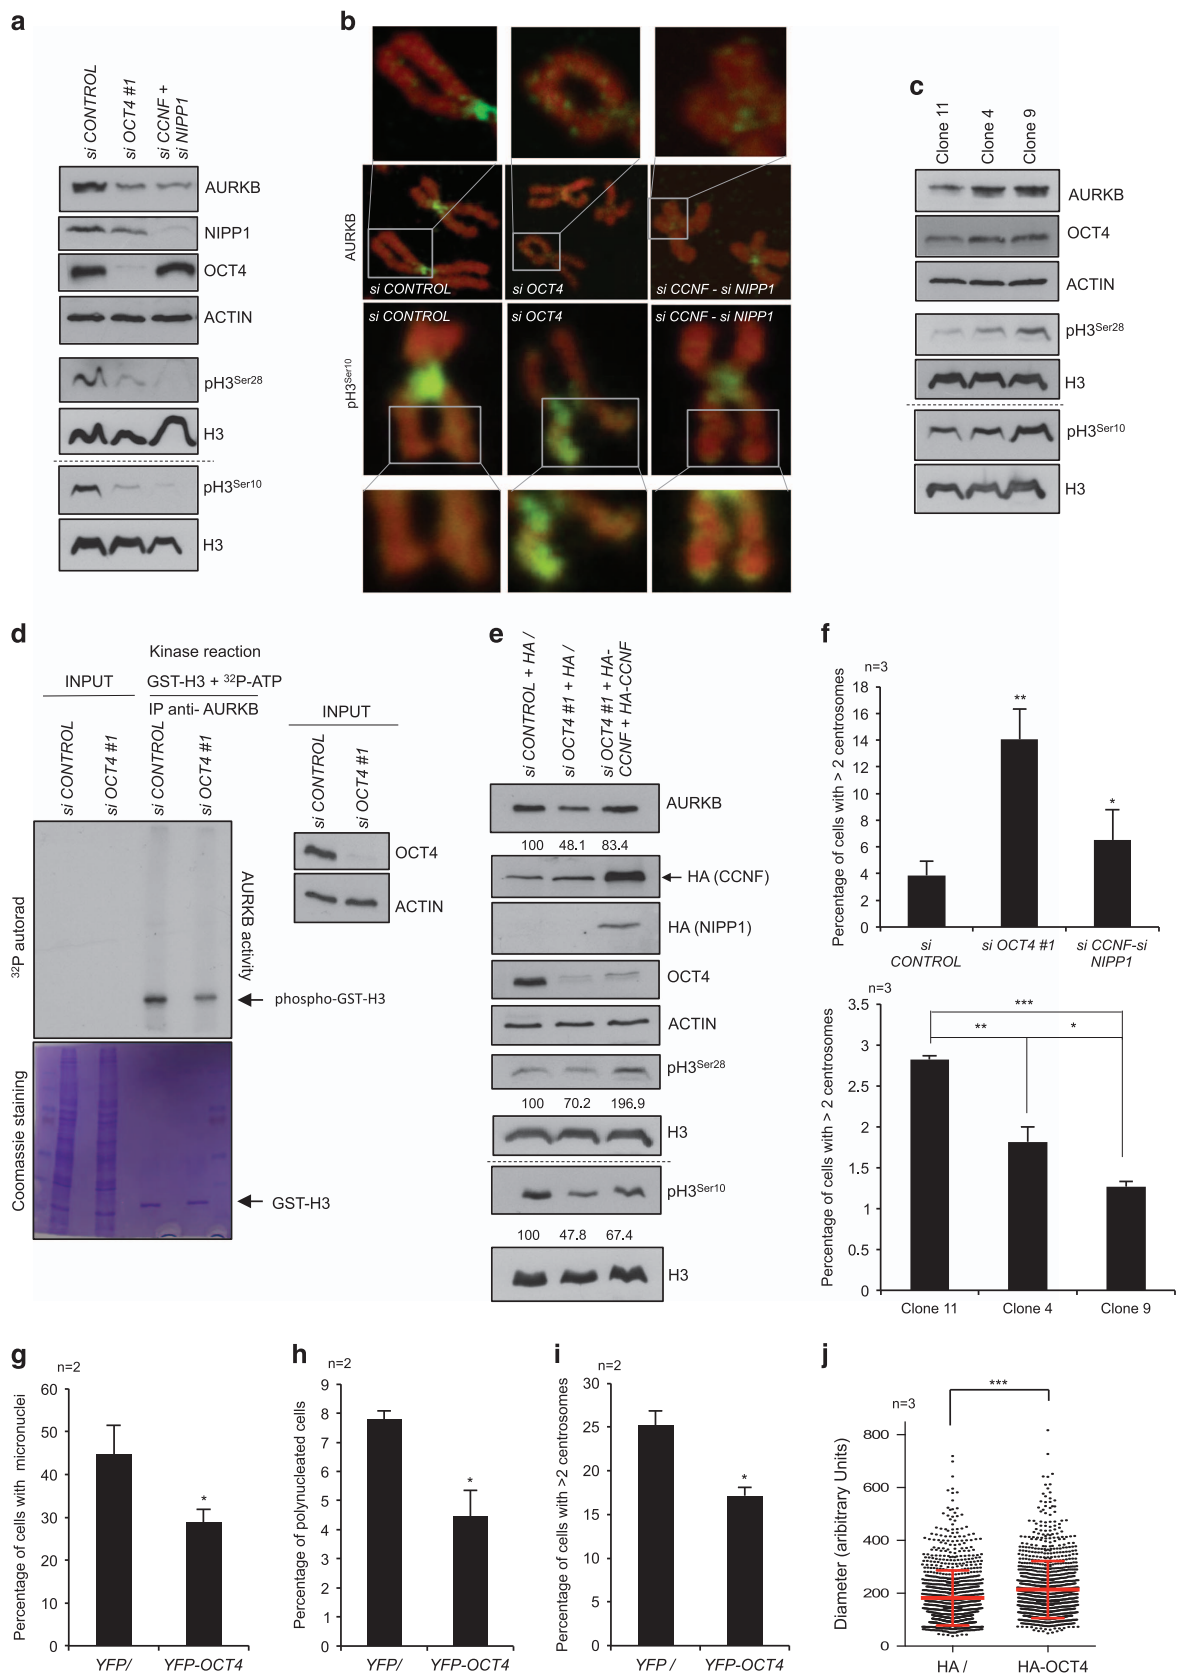 a
si CONTROL
si OCT4 #1
si CCNF +
si NIPP1
AURKB
NIPP1
OCT4
ACTIN
pH3Ser28
H3
pH3Ser10
H3
b
AURKB
si CONTROL
si OCT4
si CCNF - si NIPP1
pH3Ser10
si CONTROL
si OCT4
si CCNF - si NIPP1
c
Clone 11
Clone 4
Clone 9
AURKB
OCT4
ACTIN
pH3Ser28
H3
pH3Ser10
H3
d
Kinase reaction
INPUT
GST-H3 + 32P-ATP
IP anti- AURKB
si CONTROL
si OCT4 #1
si CONTROL
si OCT4 #1
32P autorad
AURKB activity
phospho-GST-H3
Coomassie staining
GST-H3
INPUT
si CONTROL
si OCT4 #1
OCT4
ACTIN
e
si CONTROL + HA /
si OCT4 #1 + HA /
si OCT4 #1 + HA-
CCNF + HA-CCNF
AURKB
100 48.1 83.4
HA (CCNF)
HA (NIPP1)
OCT4
ACTIN
pH3Ser28
100 70.2 196.9
H3
pH3Ser10
100 47.8 67.4
H3
f
n=3
Percentage of cells with > 2 centrosomes
18
16
14
12
10
8
6
4
2
0
**
*
si CONTROL
si OCT4 #1
si CCNF-si NIPP1
n=3
Percentage of cells with > 2 centrosomes
3.5
3
2.5
2
1.5
1
0.5
0
***
**
*
Clone 11
Clone 4
Clone 9
g
n=2
Percentage of cells with micronuclei
60
50
40
30
20
10
0
*
YFP/
YFP-OCT4
h
n=2
Percentage of polynucleated cells
9
8
7
6
5
4
3
2
1
0
*
YFP/
YFP-OCT4
i
n=2
Percentage of cells with >2 centrosomes
30
25
20
15
10
5
0
*
YFP /
YFP-OCT4
j
n=3
***
Diameter (aribitrary Units)
800
600
400
200
0
HA /
HA-OCT4